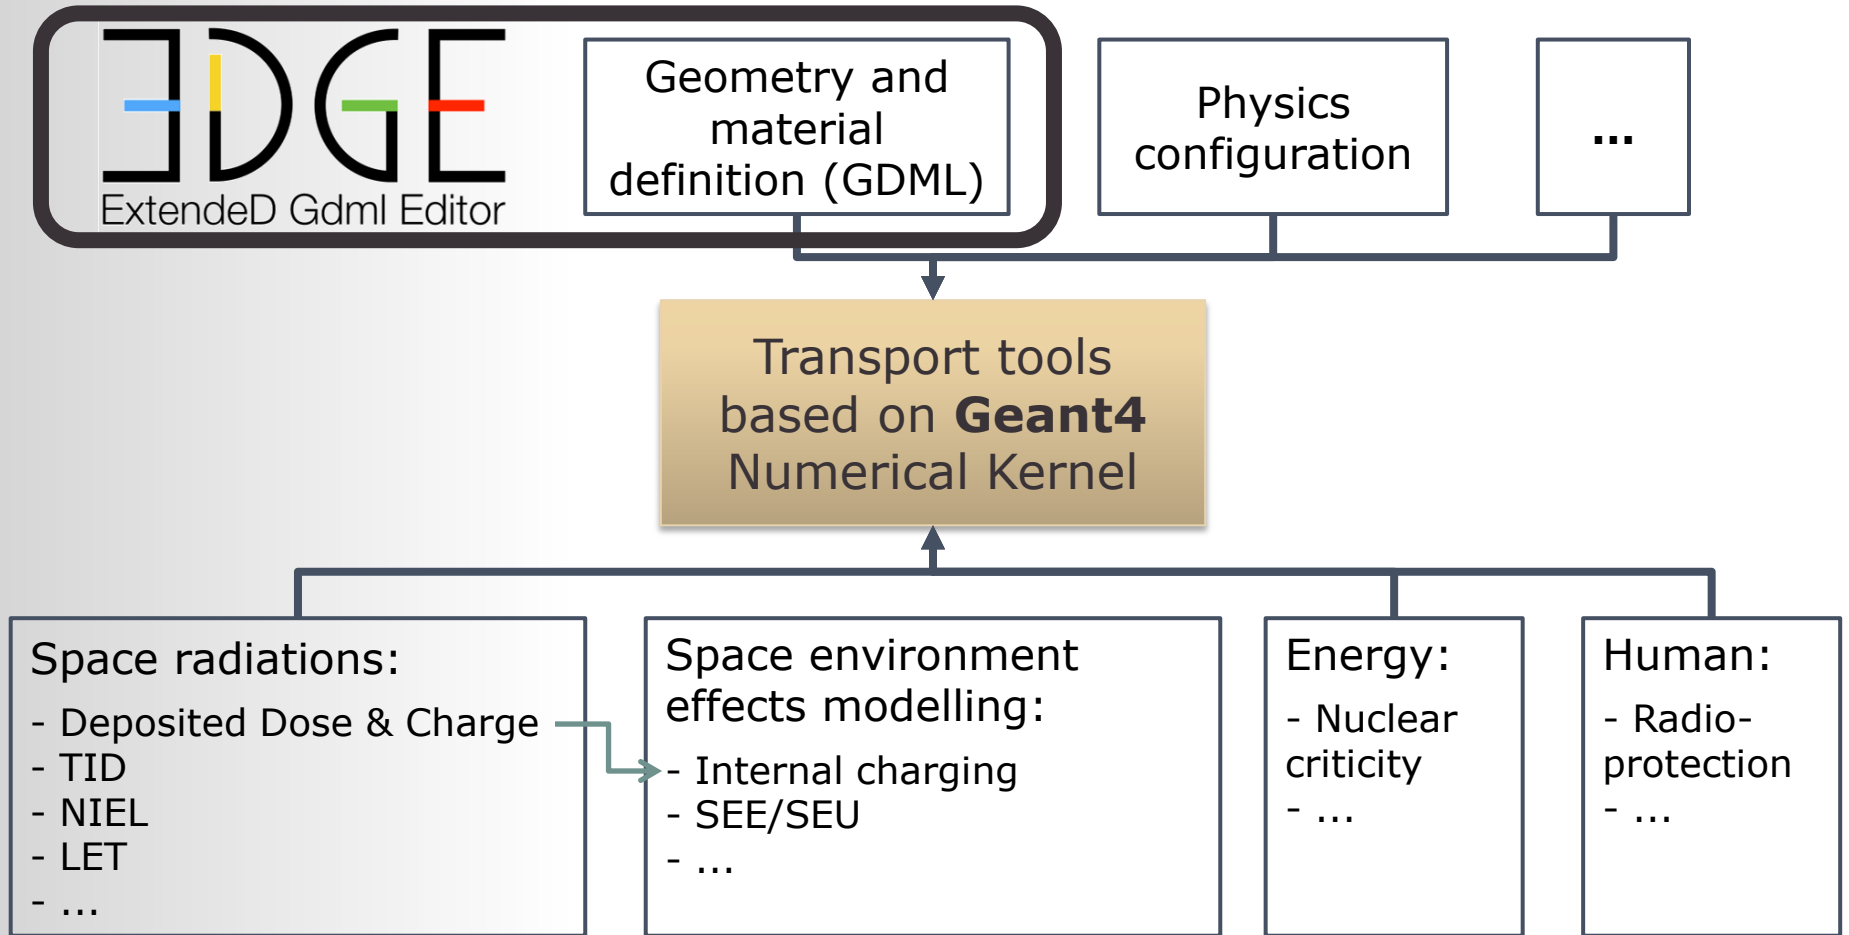 EDGE
ExtendeD Gdml Editor
Geometry and
material
definition (GDML)
Physics
configuration
...
Transport tools
based on Geant4
Numerical Kernel
Space radiations:
- Deposited Dose & Charge
- TID
- NIEL
- LET
- ...
Space environment
effects modelling:
- Internal charging
- SEE/SEU
- ...
Energy:
- Nuclear
criticity
- ...
Human:
- Radio-
protection
- ...